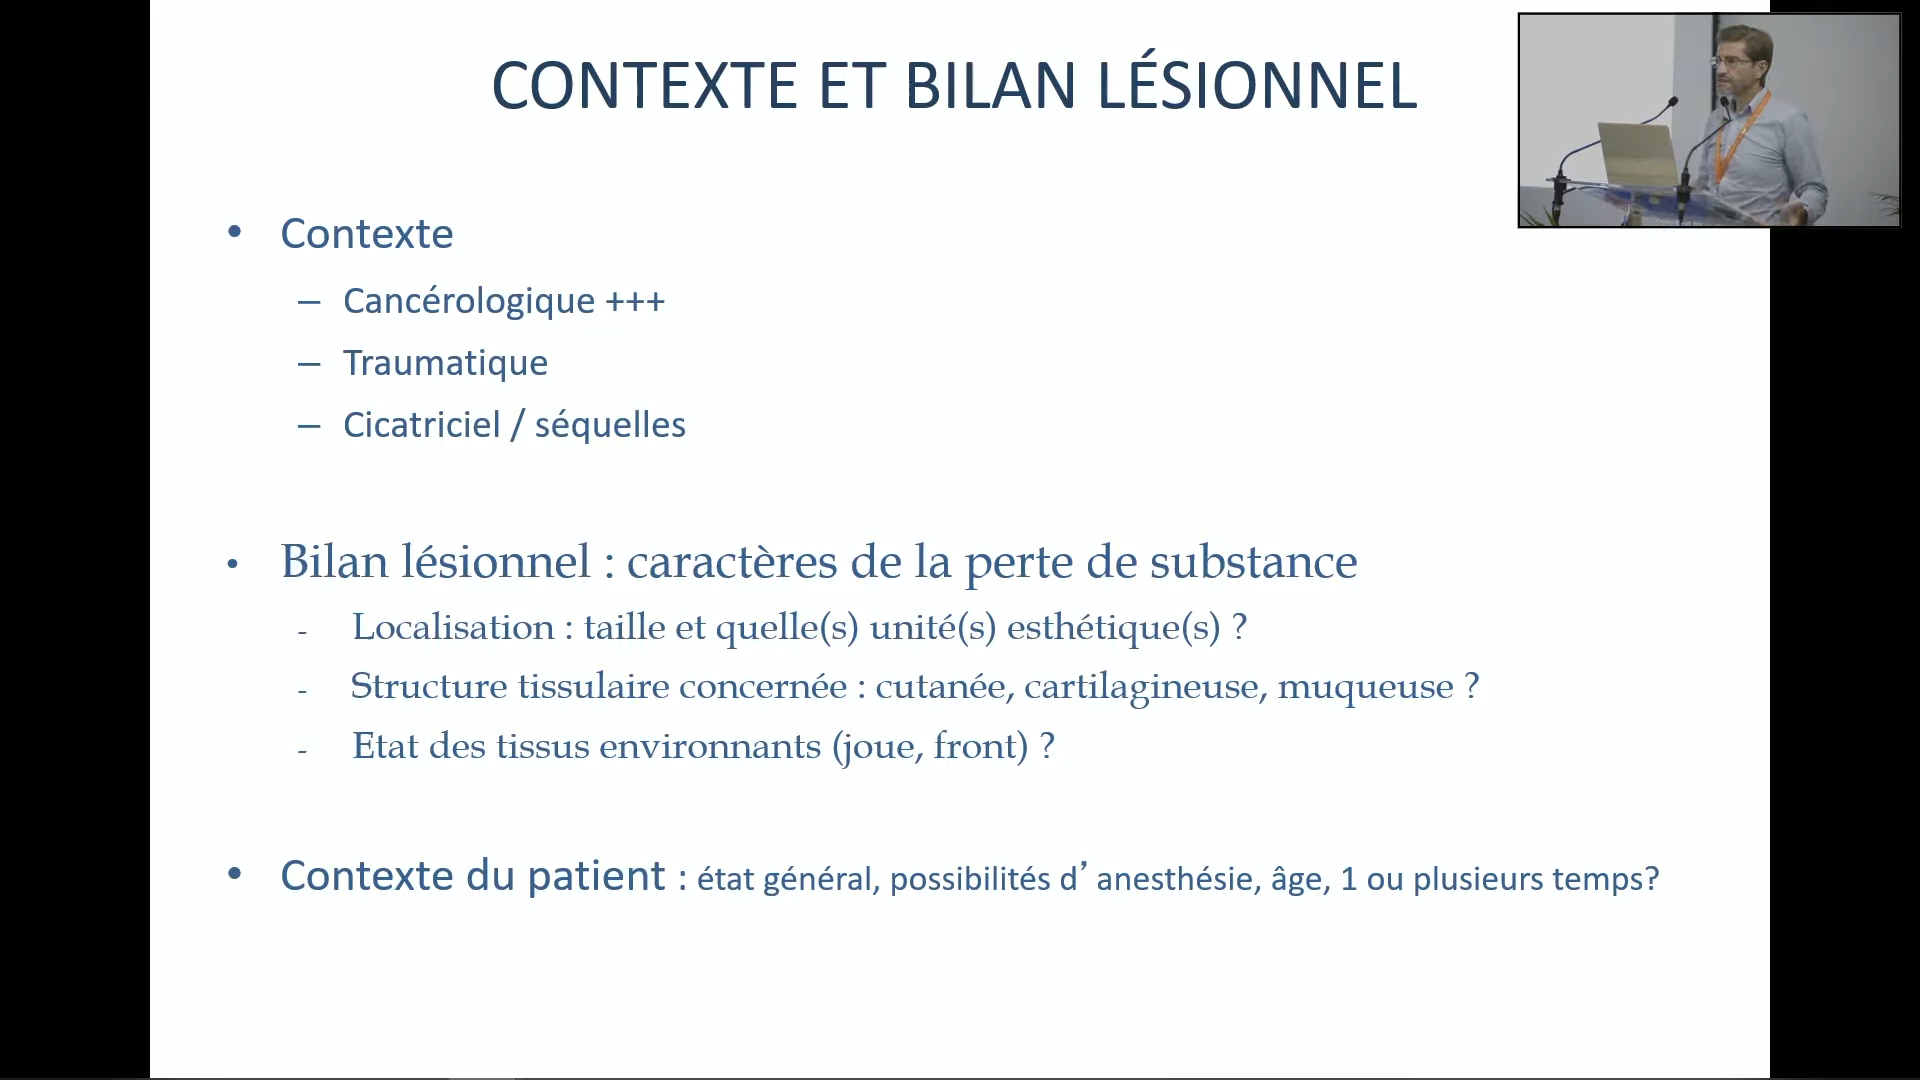 CONTEXTE ET BILAN LÉSIONNEL
• Contexte
– Cancérologique +++
– Traumatique
– Cicatriciel / séquelles
• Bilan lésionnel : caractères de la perte de substance
- Localisation : taille et quelle(s) unité(s) esthétique(s) ?
- Structure tissulaire concernée : cutanée, cartilagineuse, muqueuse ?
- Etat des tissus environnants (joue, front) ?
• Contexte du patient : état général, possibilités d’ anesthésie, âge, 1 ou plusieurs temps?